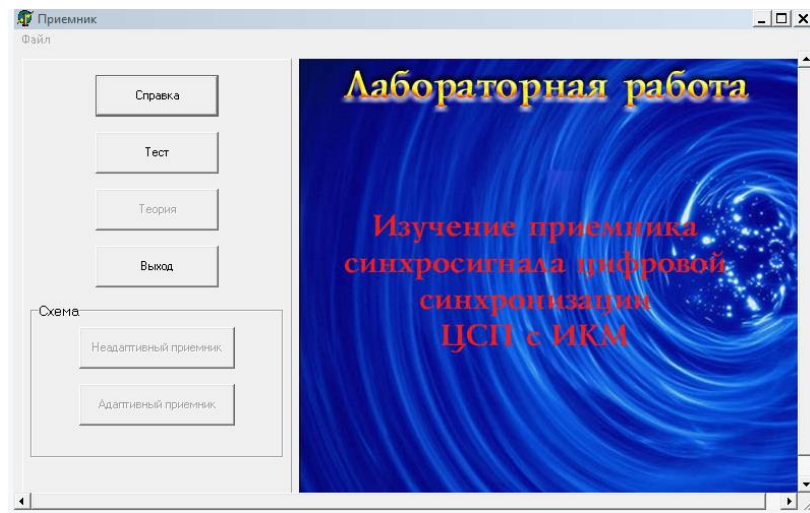 Приемник
Файл
Справка
Тест
Теория
Выход
Схема
Неадаптивный приемник
Адаптивный приемник
Лабораторная работа
Изучение приемника
синхросигнала цифровой
синхронизации
ЦСП с ИКМ